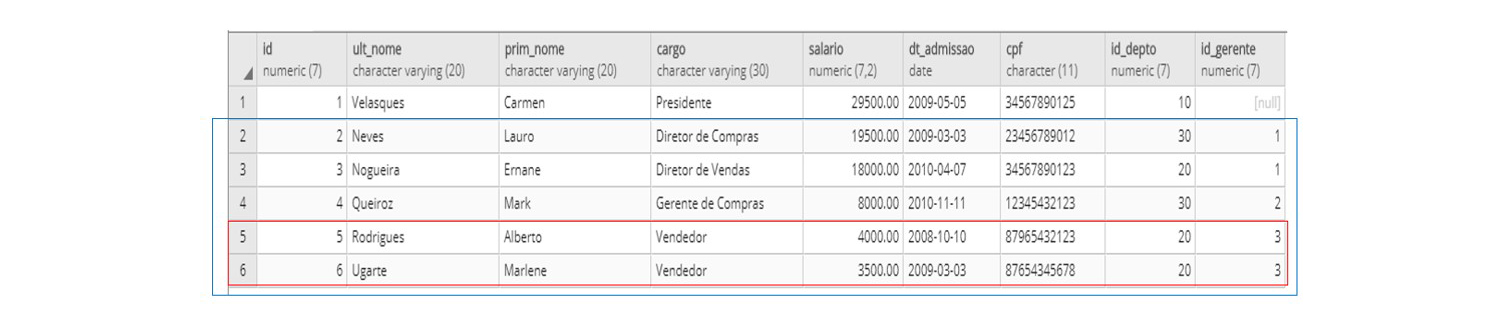 id ult_nome prim_nome cargo salario dt_admissao cpf id_depto id_gerente
numeric (7) character varying (20) character varying (20) character varying (30) numeric (7,2) date character (11) numeric (7) numeric (7)
1 1 Velasques Carmen Presidente 29500.00 2009-05-05 34567890125 10 [null]
2 2 Neves Lauro Diretor de Compras 19500.00 2009-03-03 23456789012 30 1
3 3 Nogueira Ernane Diretor de Vendas 18000.00 2010-04-07 34567890123 20 1
4 4 Queiroz Mark Gerente de Compras 8000.00 2010-11-11 12345432123 30 2
5 5 Rodrigues Alberto Vendedor 4000.00 2008-10-10 87965432123 20 3
6 6 Ugarte Marlene Vendedor 3500.00 2009-03-03 87654345678 20 3